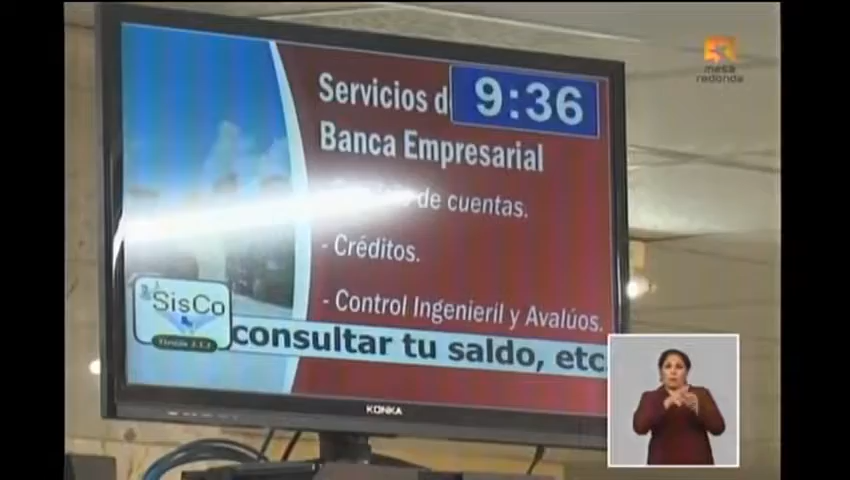 mesa
redonda
Servicios d
9:36
Banca Empresarial
de cuentas.
- Créditos.
- Control Ingenieril y Avalúos.
SisCo
consultar tu saldo, etc.
KONKA